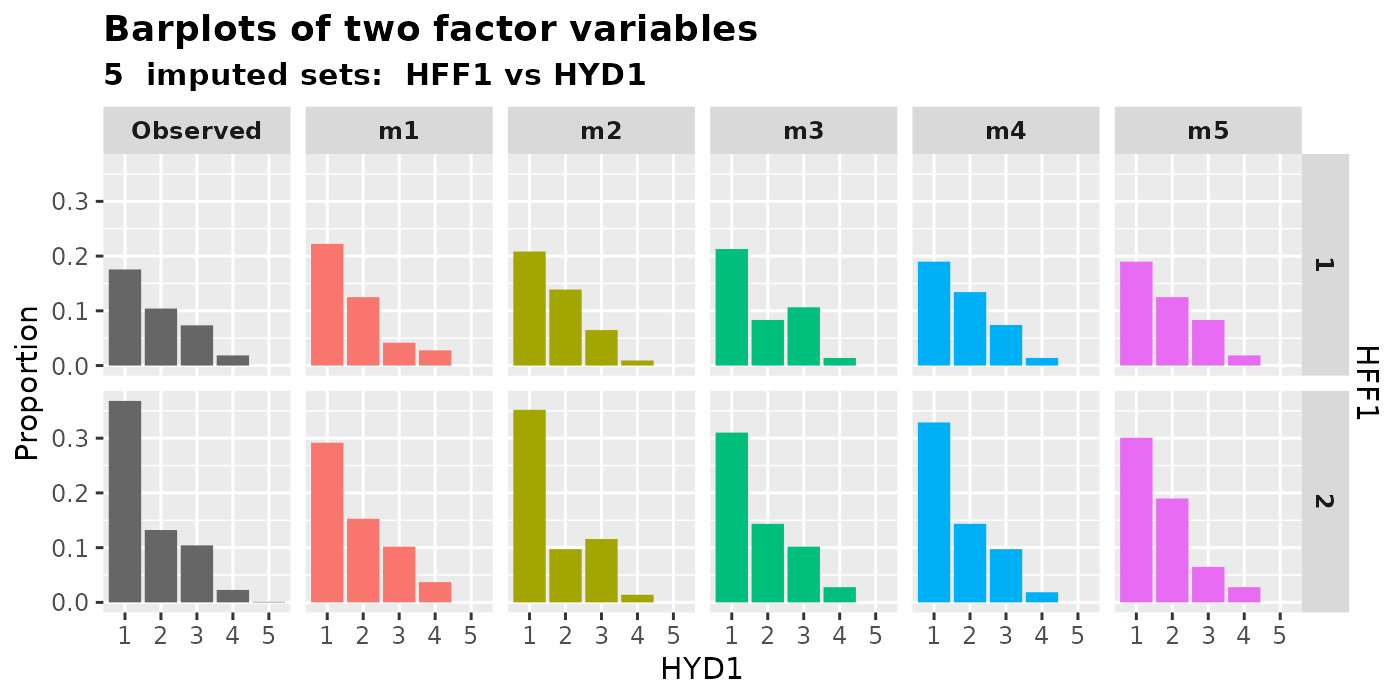 Barplots of two factor variables
5 imputed sets: HFF1 vs HYD1
Observed m1 m2 m3 m4 m5
0.3
0.2
0.1
0.0
1
0.3
0.2
0.1
0.0
2
Proportion
HFF1
1 2 3 4 5 1 2 3 4 5 1 2 3 4 5 1 2 3 4 5 1 2 3 4 5 1 2 3 4 5
HYD1